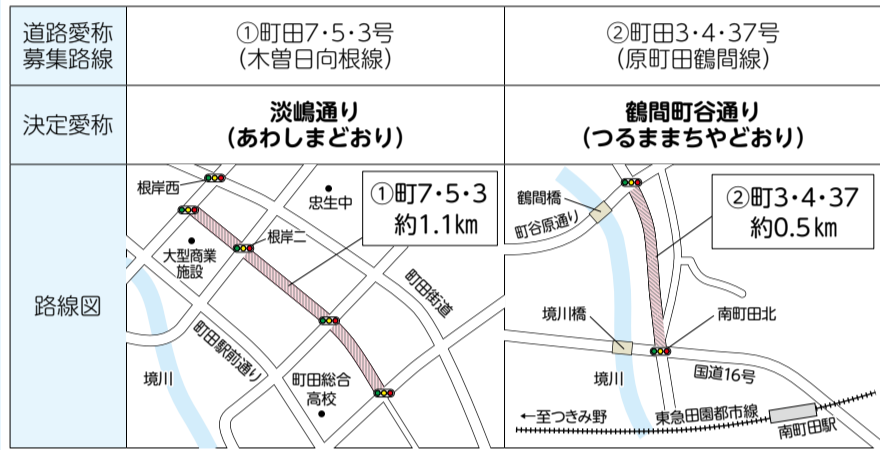 道路愛称
募集路線
①町田7・5・3号
(木曽日向根線)
②町田3・4・37号
(原町田鶴間線)
決定愛称
淡嶋通り
(あわしまどおり)
鶴間町谷通り
(つるままちやどおり)
路線図
根岸西
忠生中
①町7・5・3
約1.1km
根岸二
大型商業
施設
町田街道
町田駅前通り
境川
町田総合
高校
鶴間橋
町谷原通り
②町3・4・37
約0.5km
境川橋
南町田北
境川
国道16号
←至つきみ野
東急田園都市線
南町田駅